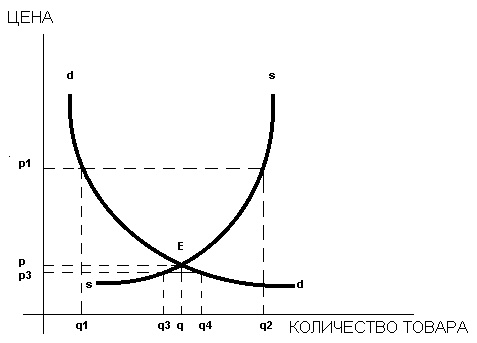 ЦЕНА
d s
p1
E
p
p3
s d
q1 q3 q q4 q2 КОЛИЧЕСТВО ТОВАРА